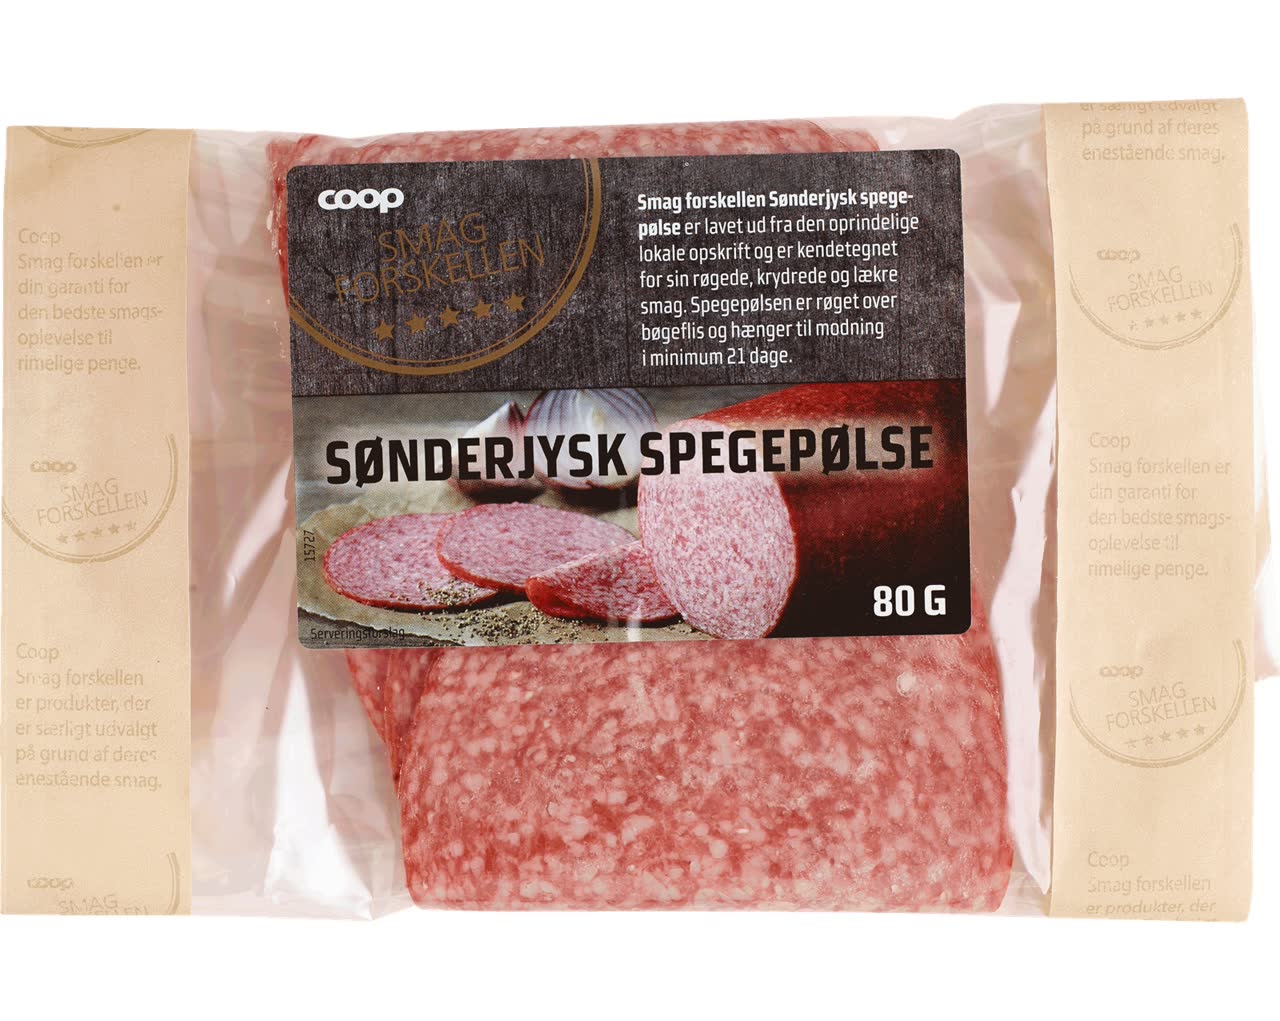 Coop
Smag forskellen er
din garanti for
den bedste smags-
oplevelse til
rimelige penge.
coop
SMAG
FORSKELLEN
Coop
Smag forskellen
er produkter, der
er særligt udvalgt
på grund af deres
enestående smag.
coop
SMAG
coop
SMAG
FORSKELLEN
Smag forskellen Sønderjysk spege-
pølse er lavet ud fra den oprindelige
lokale opskrift og er kendetegnet
for sin røgede, krydrede og lækre
smag. Spegepølsen er røget over
bøgeflis og hænger til modning
i minimum 21 dage.
SØNDERJYSK SPEGEPØLSE
15727
80 G
Serveringsforslag
er særligt udvalgt
på grund af deres
enestående smag.
coop
SMAG
FORSKELLEN
Coop
Smag forskellen er
din garanti for
den bedste smags-
oplevelse til
rimelige penge.
coop
SMAG
FORSKELLEN
Coop
Smag forskellen
er produkter, der